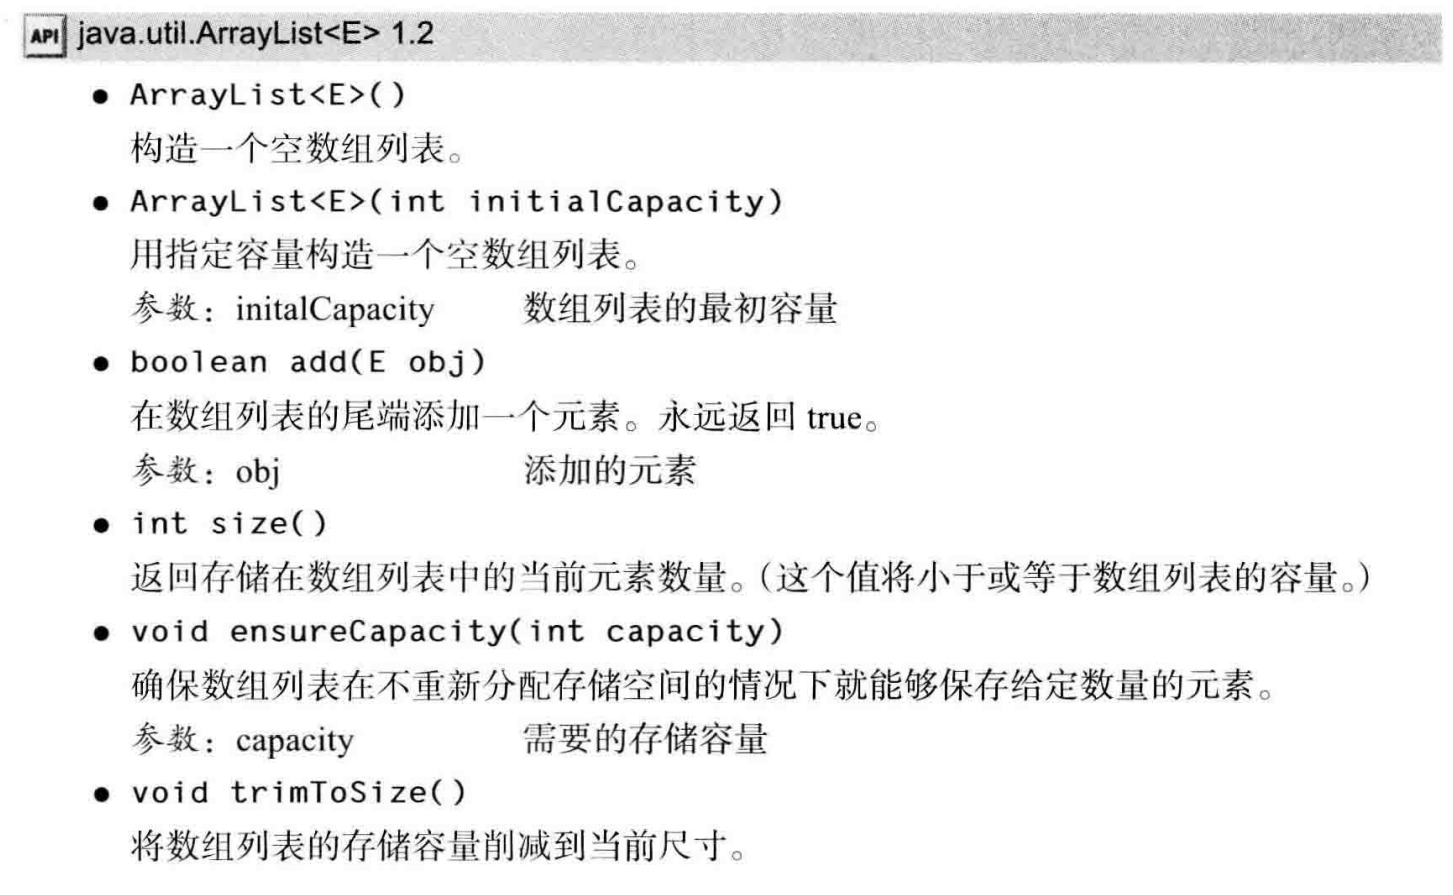 API java.util.ArrayList<E> 1.2
● ArrayList<E>()
构造一个空数组列表。
● ArrayList<E>(int initialCapacity)
用指定容量构造一个空数组列表。
参数：initalCapacity 数组列表的最初容量
● boolean add(E obj)
在数组列表的尾端添加一个元素。永远返回 true。
参数：obj 添加的元素
● int size()
返回存储在数组列表中的当前元素数量。（这个值将小于或等于数组列表的容量。）
● void ensureCapacity(int capacity)
确保数组列表在不重新分配存储空间的情况下就能够保存给定数量的元素。
参数：capacity 需要的存储容量
● void trimToSize()
将数组列表的存储容量削减到当前尺寸。